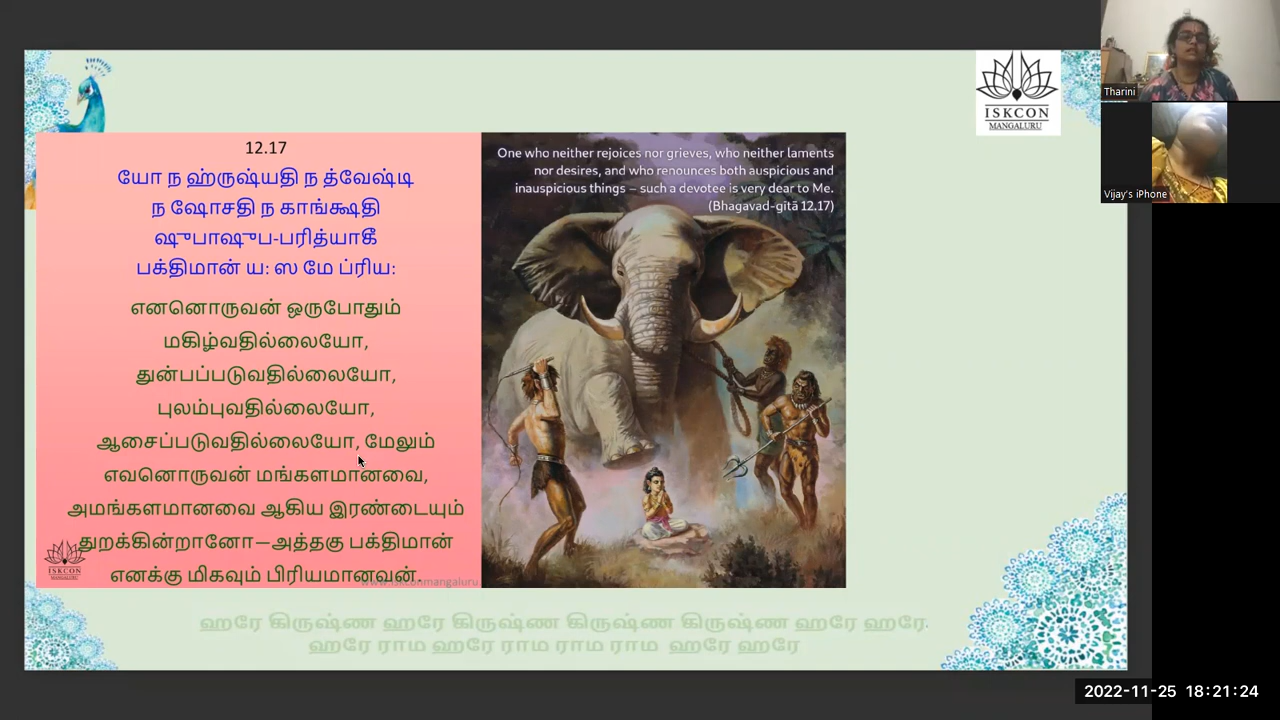 12.17
யோ ந ஹ்ருஷ்யதி ந த்வேஷ்டி
ந ஷோசதி ந காங்க்ஷதி
ஷுபாஷுப-பரித்யாகீ
பக்திமான் ய: ஸ மே ப்ரிய:
எனனொருவன் ஒருபோதும்
மகிழ்வதில்லையோ,
துன்பப்படுவதில்லையோ,
புலம்புவதில்லையோ,
ஆசைப்படுவதில்லையோ, மேலும்
எவனொருவன் மங்களமானவை,
அமங்களமானவை ஆகிய இரண்டையும்
துறக்கின்றானோ—அத்தகு பக்திமான்
எனக்கு மிகவும் பிரியமானவன்.
ISKCON
MANGALURU
www.iskconmangaluru
One who neither rejoices nor grieves, who neither laments
nor desires, and who renounces both auspicious and
inauspicious things – such a devotee is very dear to Me.
(Bhagavad-gītā 12.17)
ISKCON
MANGALURU
ஹரே கிருஷ்ண ஹரே கிருஷ்ண கிருஷ்ண கிருஷ்ண ஹரே ஹரே.
ஹரே ராம ஹரே ராம ராம ராம ஹரே ஹரே
Tharini
Vijay's iPhone
2022-11-25 18:21:24